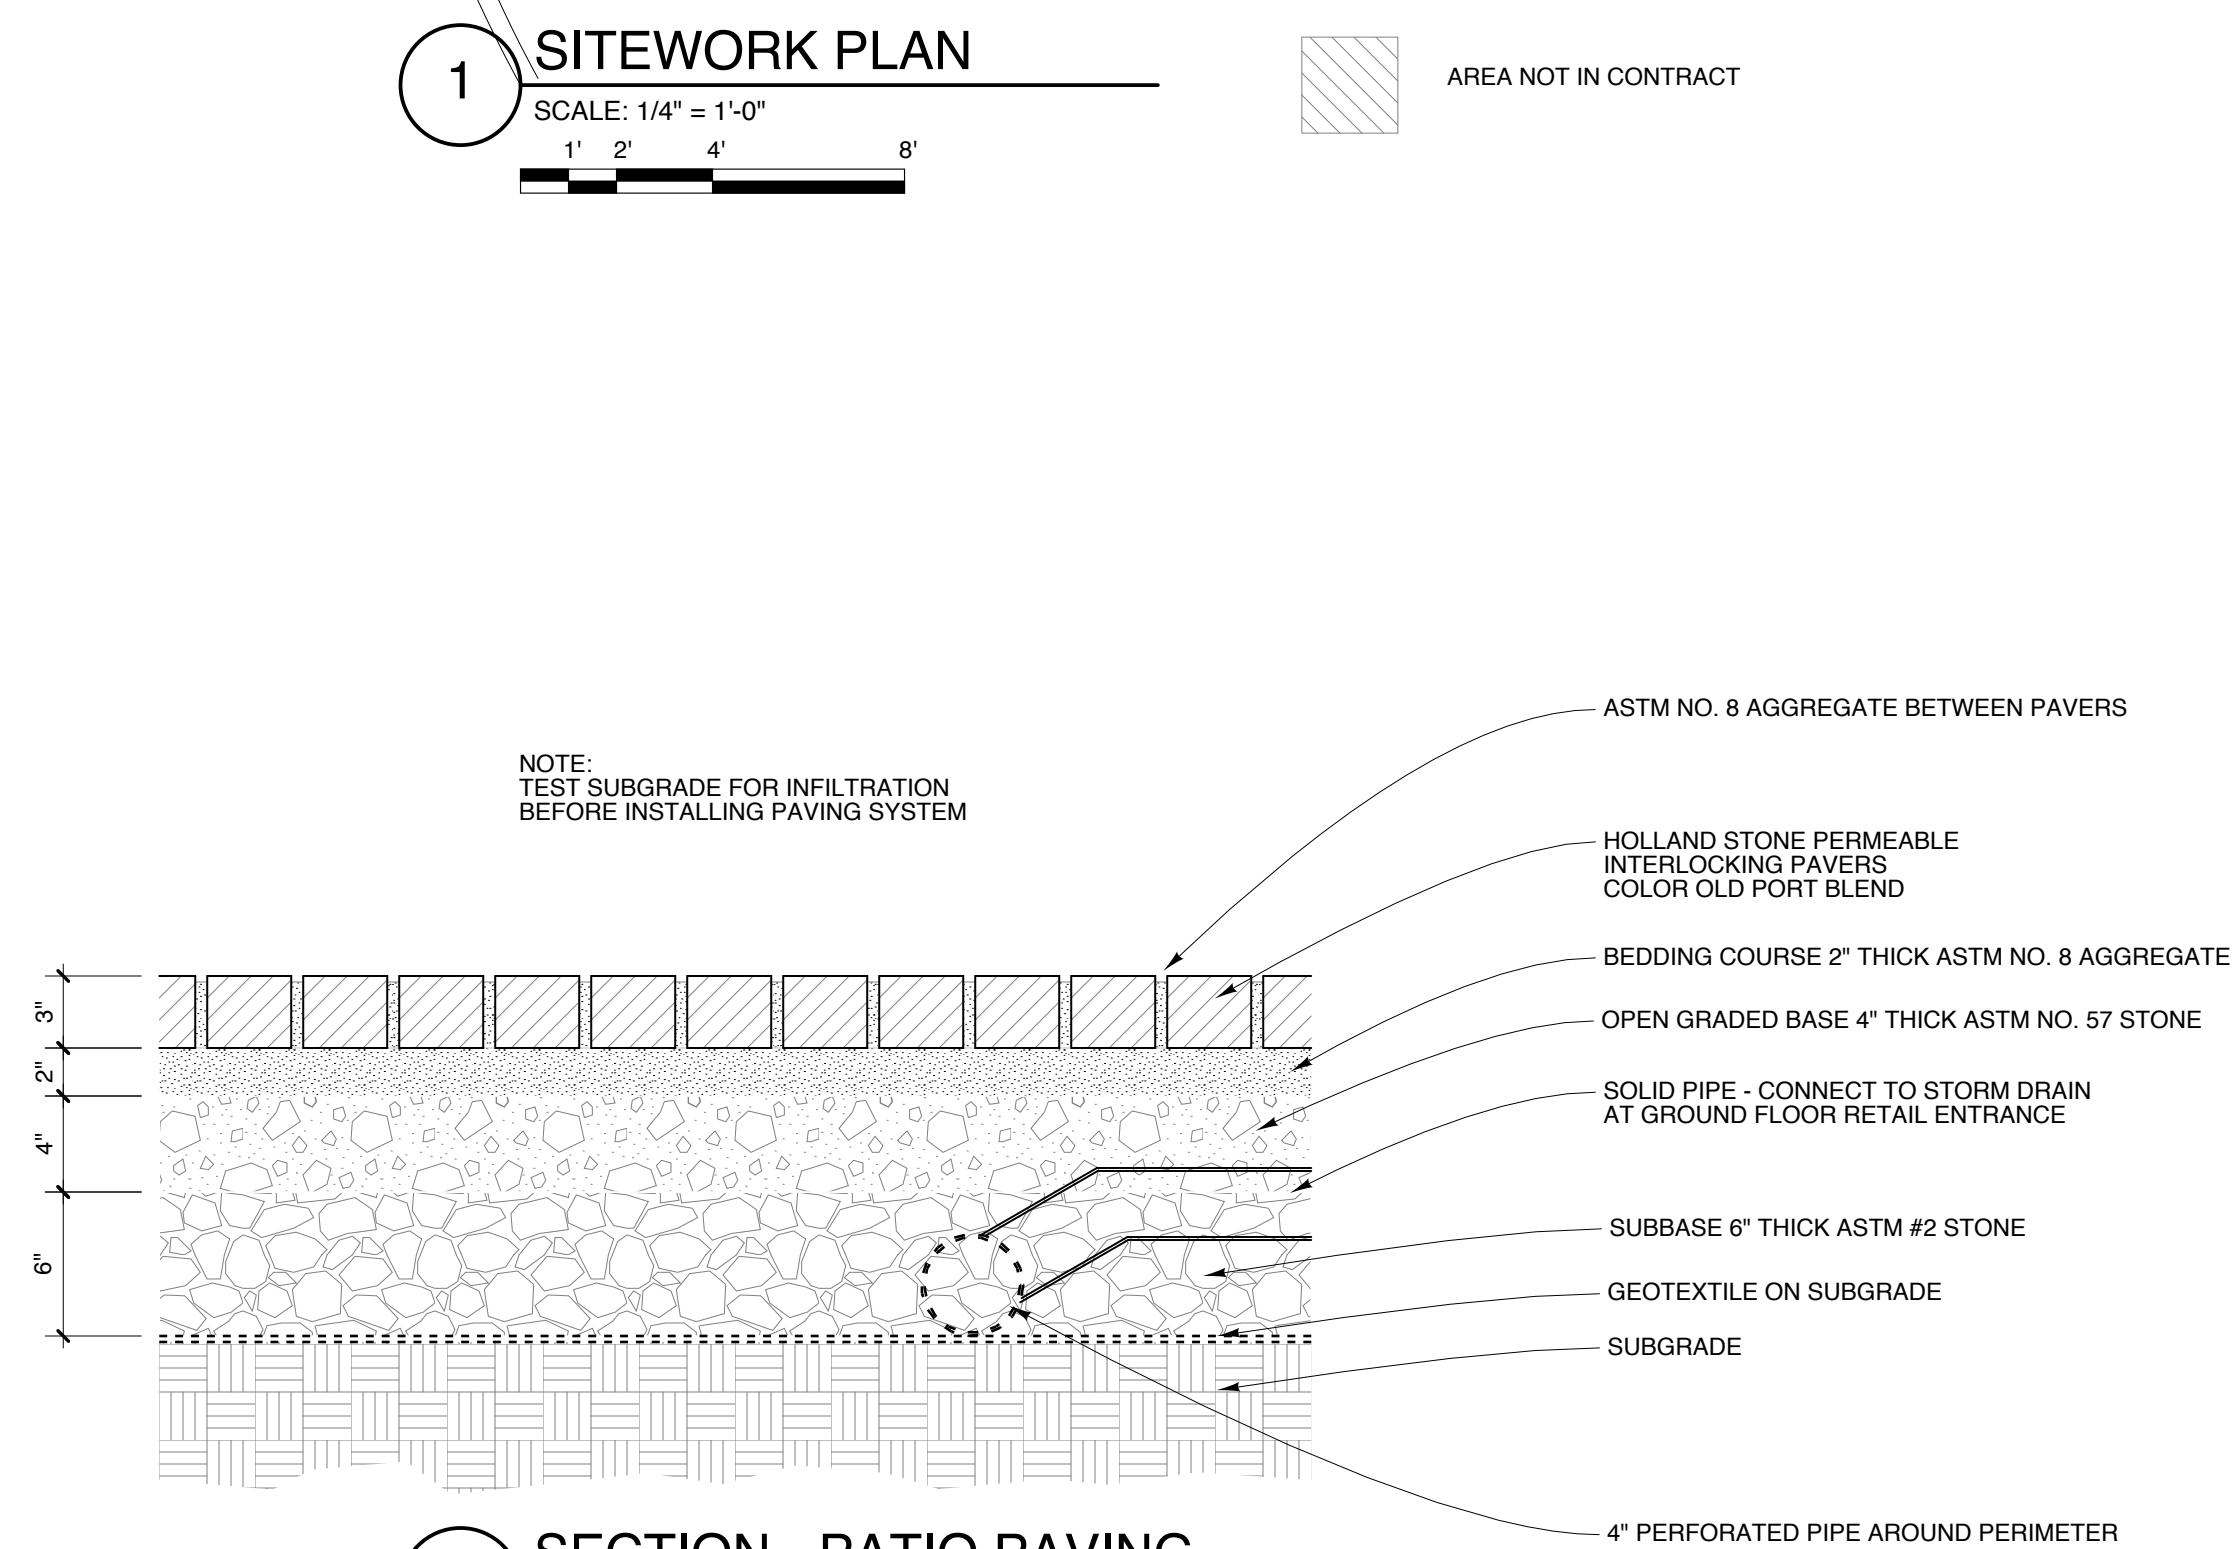 1
SITEWORK PLAN
SCALE: 1/4" = 1'-0"
1' 2' 4' 8'
AREA NOT IN CONTRACT
NOTE:
TEST SUBGRADE FOR INFILTRATION
BEFORE INSTALLING PAVING SYSTEM
ASTM NO. 8 AGGREGATE BETWEEN PAVERS
HOLLAND STONE PERMEABLE
INTERLOCKING PAVERS
COLOR OLD PORT BLEND
BEDDING COURSE 2" THICK ASTM NO. 8 AGGREGATE
OPEN GRADED BASE 4" THICK ASTM NO. 57 STONE
SOLID PIPE - CONNECT TO STORM DRAIN
AT GROUND FLOOR RETAIL ENTRANCE
SUBBASE 6" THICK ASTM #2 STONE
GEOTEXTILE ON SUBGRADE
SUBGRADE
4" PERFORATED PIPE AROUND PERIMETER
3"
2"
4"
6"
SECTION - PATIO PAVING